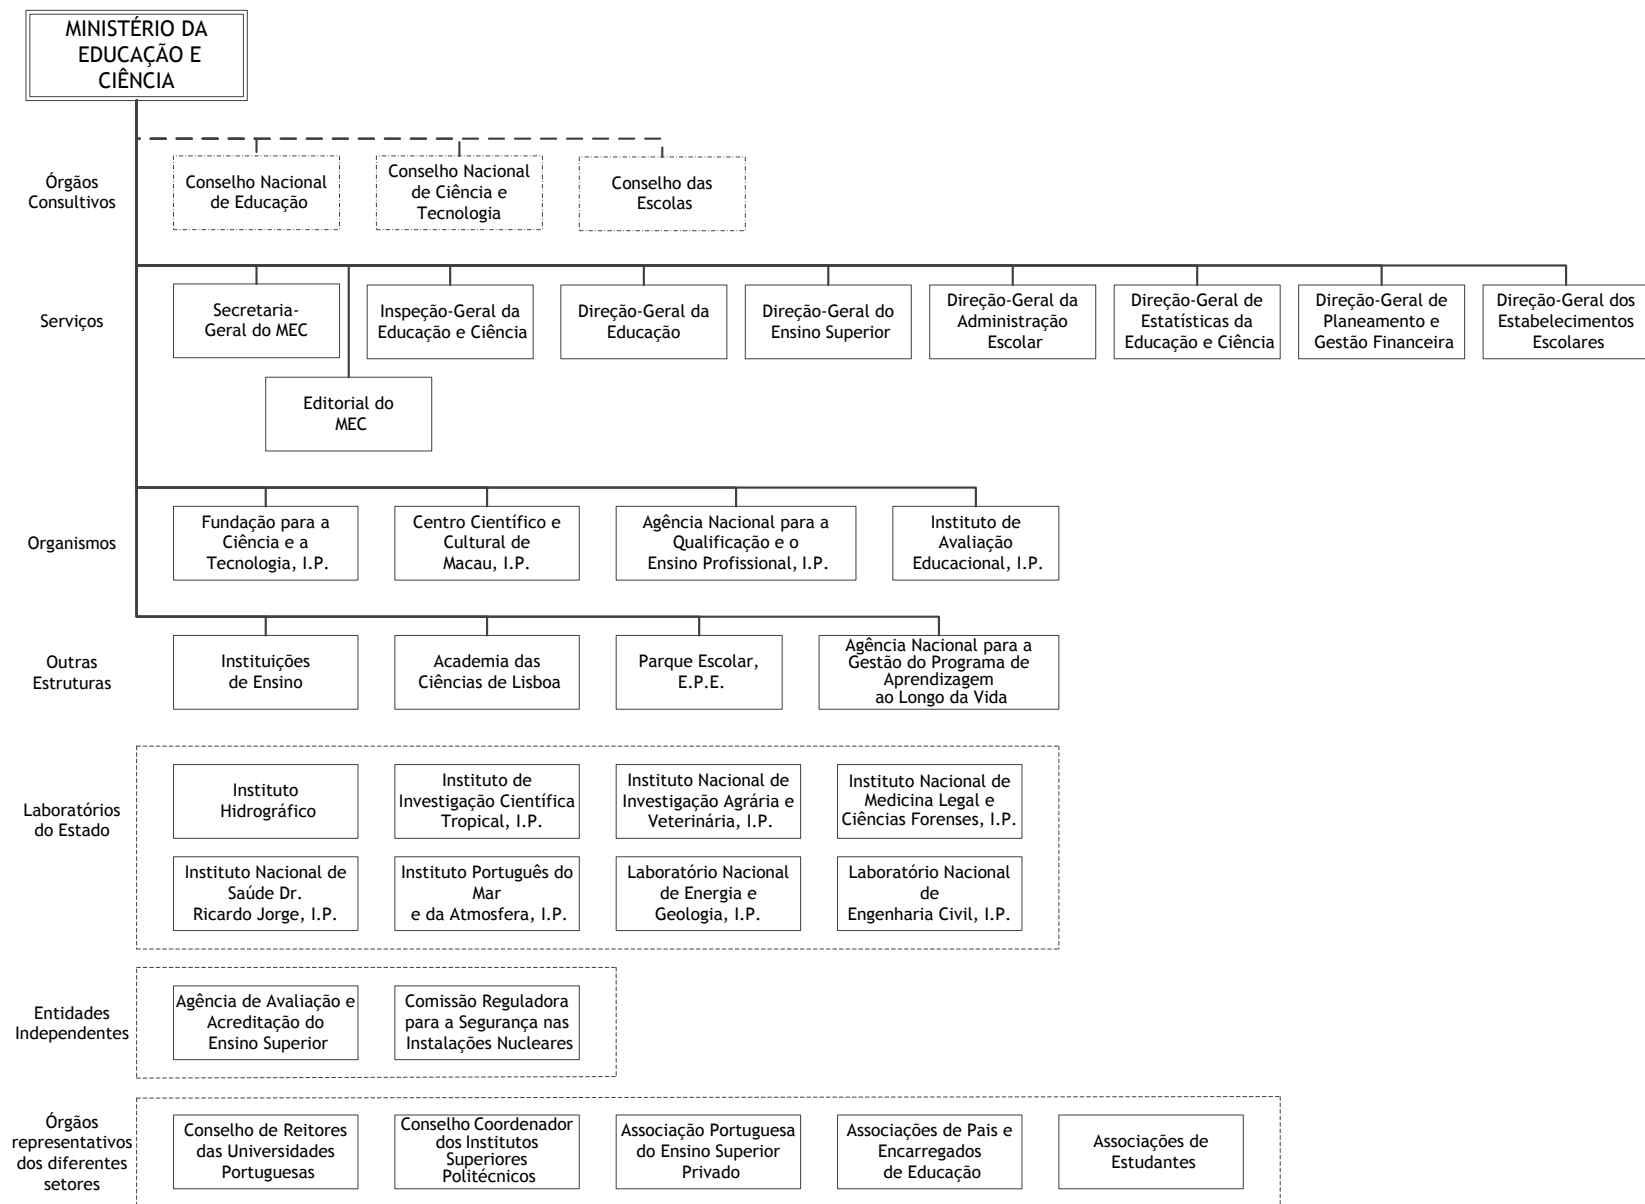 MINISTÉRIO DA
EDUCAÇÃO E
CIÊNCIA
Órgãos
Consultivos
Conselho Nacional
de Educação
Conselho Nacional
de Ciência e
Tecnologia
Conselho das
Escolas
Serviços
Secretaria-
Geral do MEC
Inspeção-Geral da
Educação e Ciência
Direção-Geral da
Educação
Direção-Geral do
Ensino Superior
Direção-Geral da
Administração
Escolar
Direção-Geral de
Estatísticas da
Educação e Ciência
Direção-Geral de
Planeamento e
Gestão Financeira
Direção-Geral dos
Estabelecimentos
Escolares
Editorial do
MEC
Organismos
Fundação para a
Ciência e a
Tecnologia, I.P.
Centro Científico e
Cultural de
Macau, I.P.
Agência Nacional para a
Qualificação e o
Ensino Profissional, I.P.
Instituto de
Avaliação
Educacional, I.P.
Outras
Estruturas
Instituições
de Ensino
Academia das
Ciências de Lisboa
Parque Escolar,
E.P.E.
Agência Nacional para a
Gestão do Programa de
Aprendizagem
ao Longo da Vida
Laboratórios
do Estado
Instituto
Hidrográfico
Instituto de
Investigação Científica
Tropical, I.P.
Instituto Nacional de
Investigação Agrária e
Veterinária, I.P.
Instituto Nacional de
Medicina Legal e
Ciências Forenses, I.P.
Instituto Nacional de
Saúde Dr.
Ricardo Jorge, I.P.
Instituto Português do
Mar
e da Atmosfera, I.P.
Laboratório Nacional
de Energia e
Geologia, I.P.
Laboratório Nacional
de
Engenharia Civil, I.P.
Entidades
Independentes
Agência de Avaliação e
Acreditação do
Ensino Superior
Comissão Reguladora
para a Segurança nas
Instalações Nucleares
Órgãos
representativos
dos diferentes
setores
Conselho de Reitores
das Universidades
Portuguesas
Conselho Coordenador
dos Institutos
Superiores
Politécnicos
Associação Portuguesa
do Ensino Superior
Privado
Associações de Pais e
Encarregados
de Educação
Associações de
Estudantes